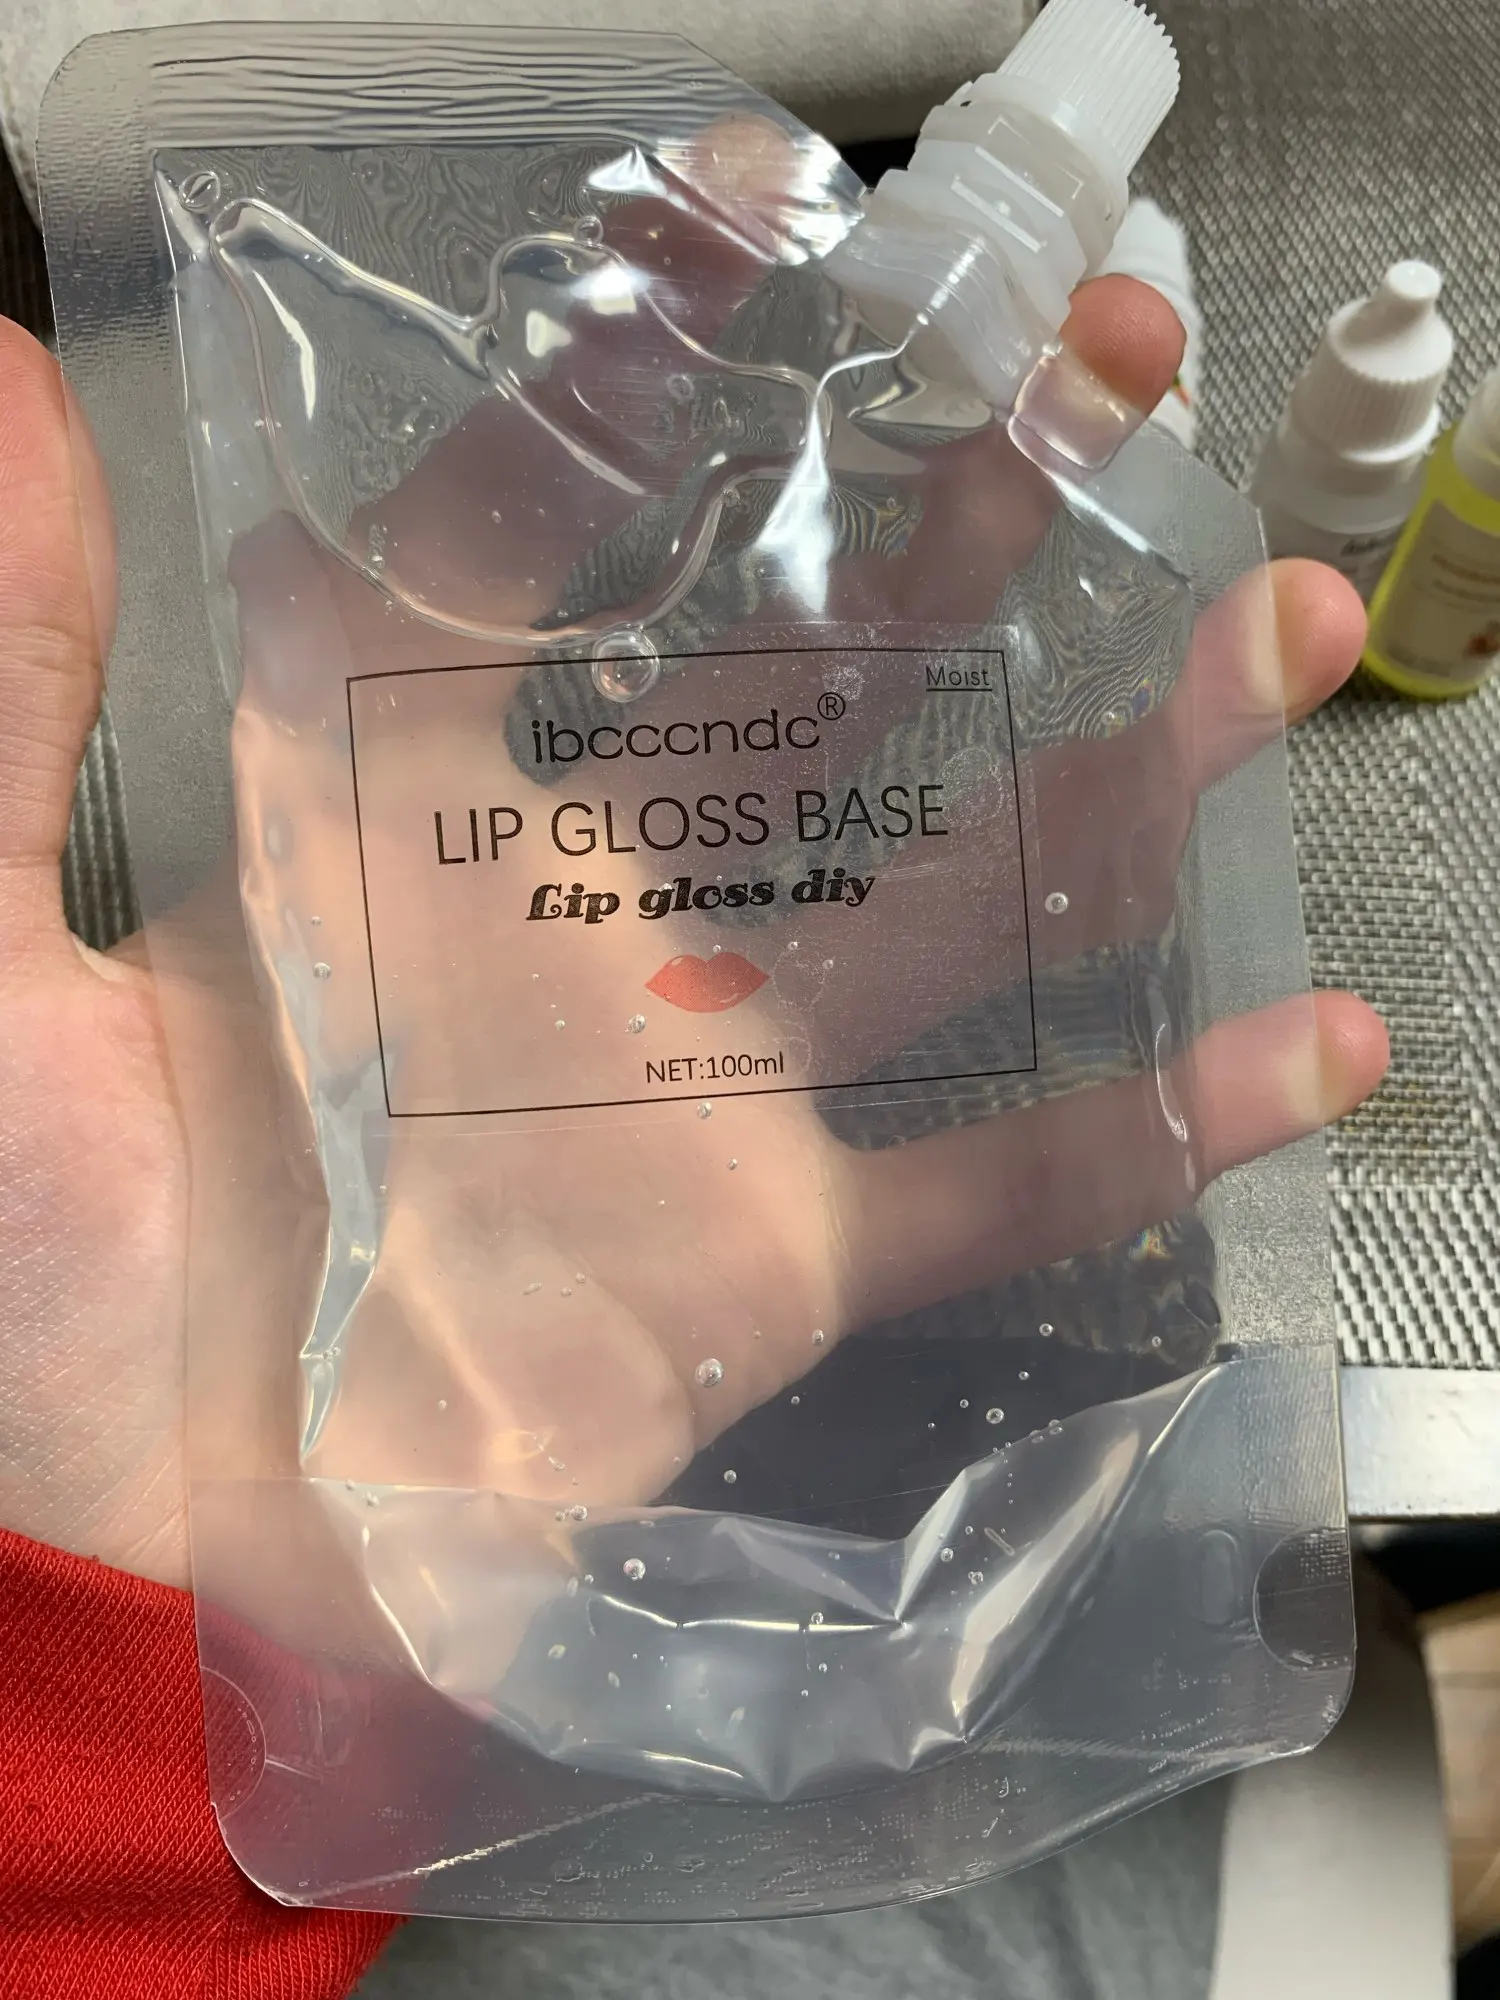 Moist
ibcccndc®
LIP GLOSS BASE
Lip gloss diy
NET:100ml